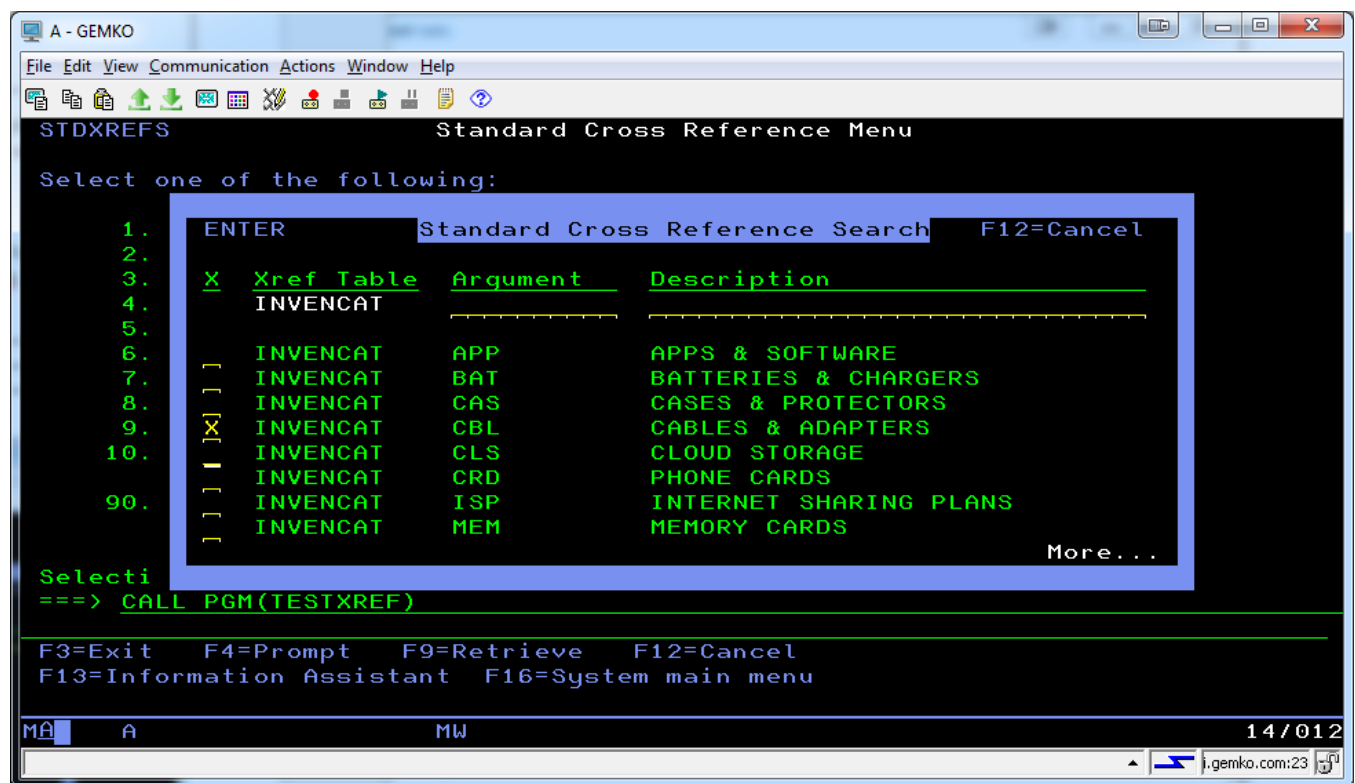 A - GEMKO
File Edit View Communication Actions Window Help
STDXREFS Standard Cross Reference Menu
Select one of the following:
1. ENTER Standard Cross Reference Search F12=Cancel
2.
3. X Xref Table Argument Description
4. INVENCAT
5.
6. INVENCAT APP APPS & SOFTWARE
7. INVENCAT BAT BATTERIES & CHARGERS
8. INVENCAT CAS CASES & PROTECTORS
9. X INVENCAT CBL CABLES & ADAPTERS
10. INVENCAT CLS CLOUD STORAGE
INVENCAT CRD PHONE CARDS
90. INVENCAT ISP INTERNET SHARING PLANS
INVENCAT MEM MEMORY CARDS
More...
Selecti
===> CALL PGM(TESTXREF)
F3=Exit F4=Prompt F9=Retrieve F12=Cancel
F13=Information Assistant F16=System main menu
MA A MW 14/012
i.gemko.com:23